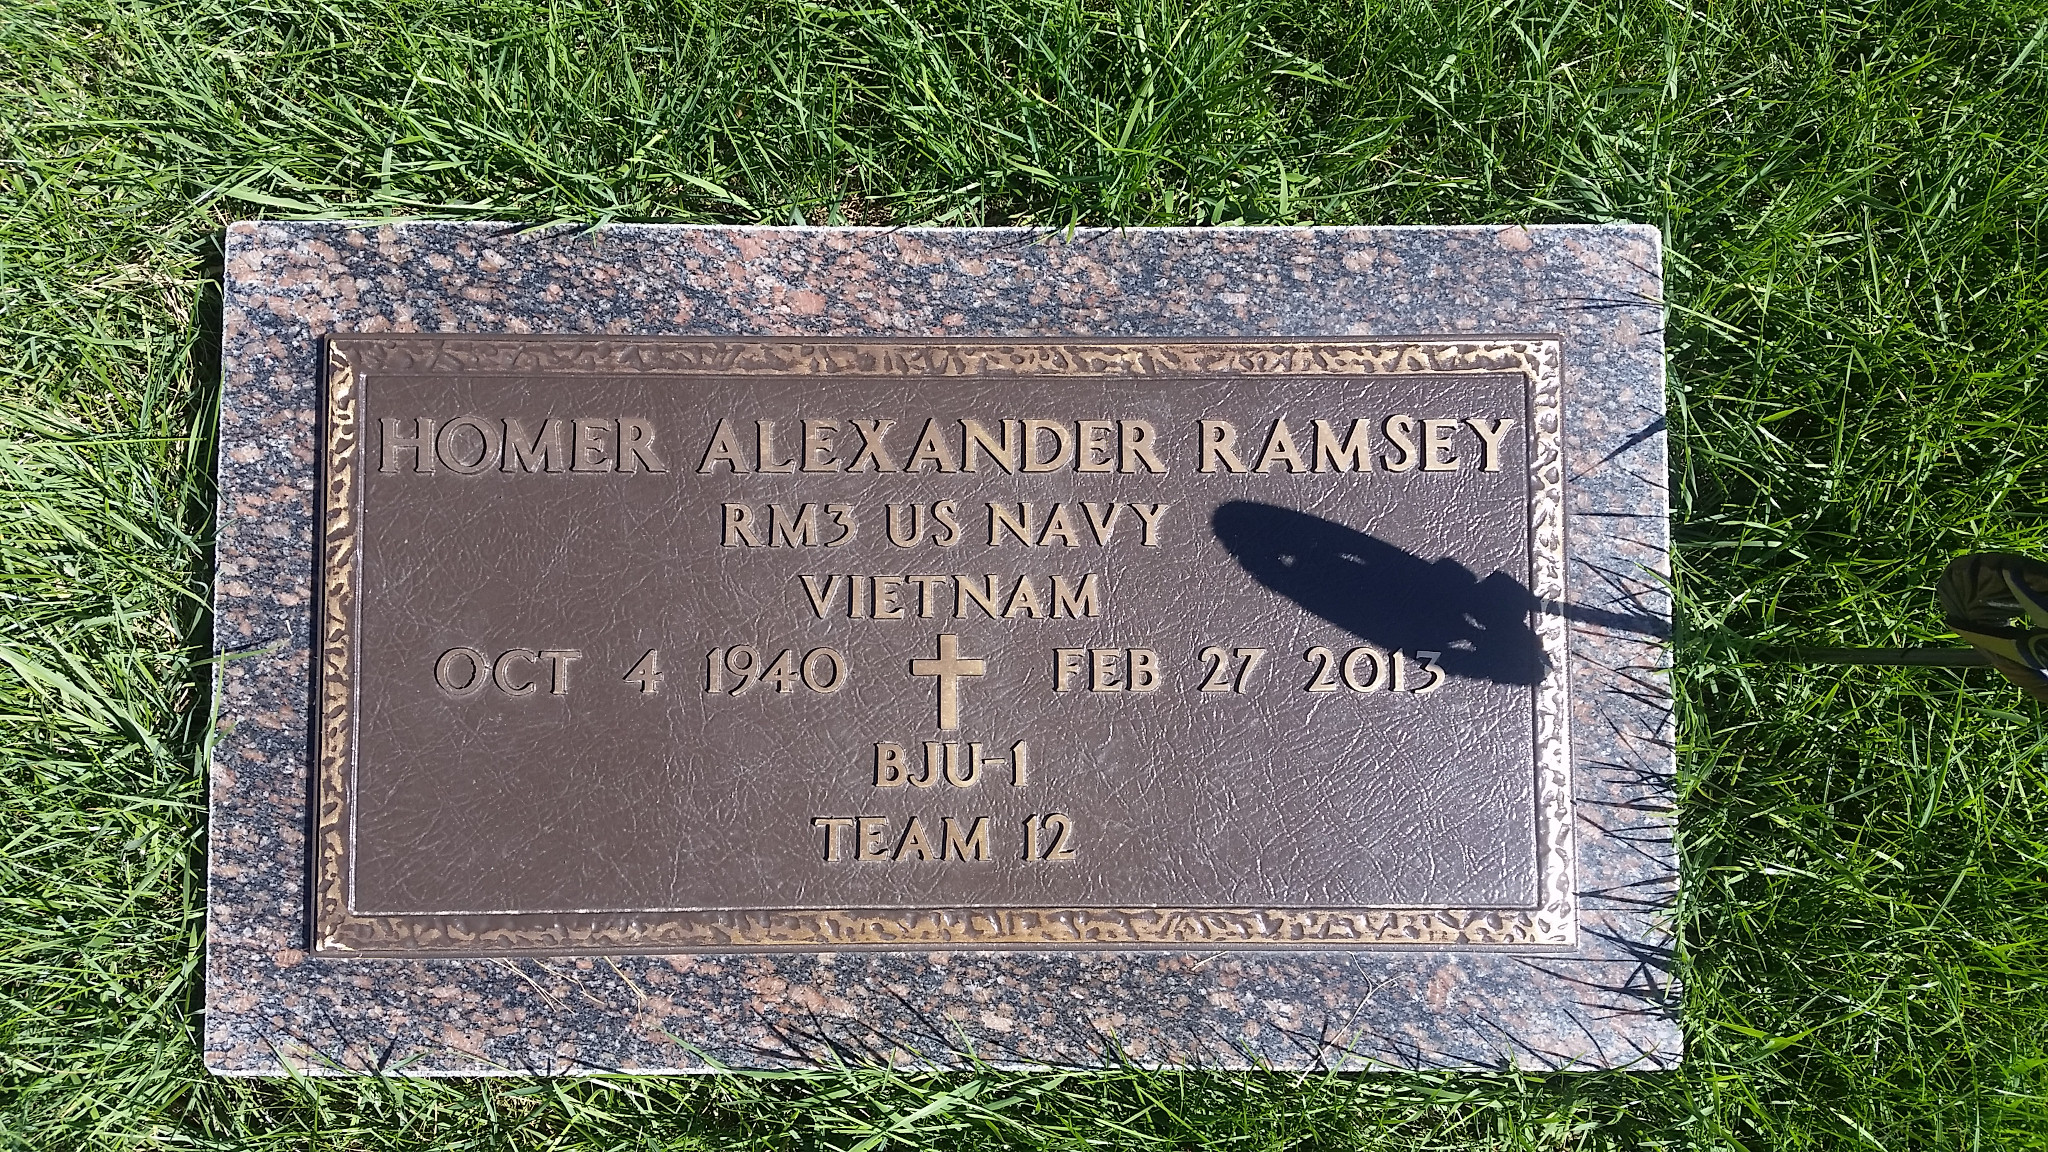 HOMER ALEXANDER RAMSEY
RM3 US NAVY
VIETNAM
OCT 4 1940 FEB 27 2013
BJU-1
TEAM 12